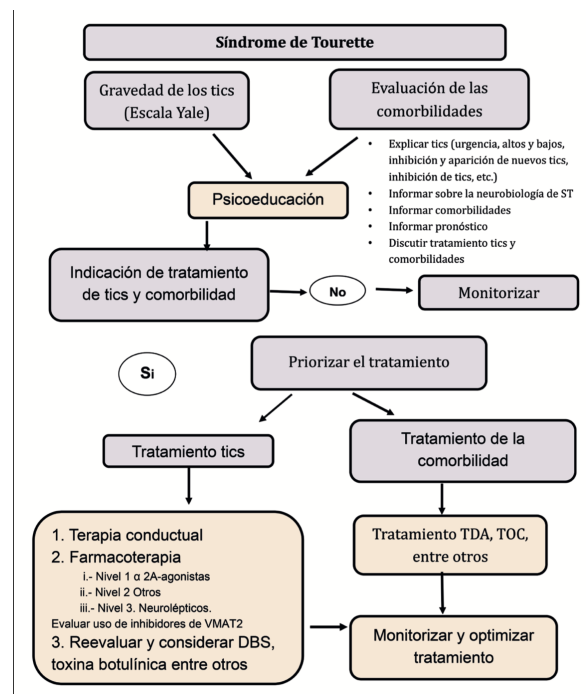 Síndrome de Tourette
Gravedad de los tics
(Escala Yale)
Evaluación de las
comorbilidades
• Explicar tics (urgencia, altos y bajos,
inhibición y aparición de nuevos tics,
inhibición de tics, etc.)
• Informar sobre la neurobiología de ST
• Informar comorbilidades
• Informar pronóstico
• Discutir tratamiento tics y
comorbilidades
Psicoeducación
Indicación de tratamiento
de tics y comorbilidad
No
Monitorizar
Si
Priorizar el tratamiento
Tratamiento tics
Tratamiento de la
comorbilidad
1. Terapia conductual
2. Farmacoterapia
i.- Nivel 1 α 2A-agonistas
ii.- Nivel 2 Otros
iii.- Nivel 3. Neurolépticos.
Evaluar uso de inhibidores de VMAT2
3. Reevaluar y considerar DBS,
toxina botulínica entre otros
Tratamiento TDA, TOC,
entre otros
Monitorizar y optimizar
tratamiento